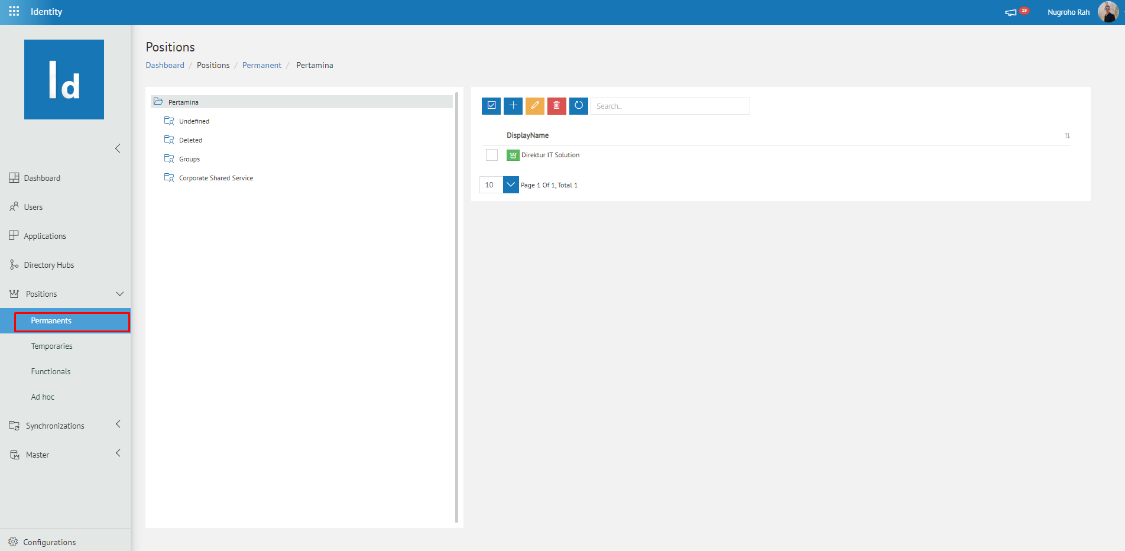 Identity
19
Nugroho Rah
Id
Positions
Dashboard / Positions / Permanent / Pertamina
Pertamina
Undefined
Deleted
Groups
Corporate Shared Service
Search..
DisplayName
Direktur IT Solution
10
Page 1 Of 1, Total 1
Dashboard
Users
Applications
Directory Hubs
Positions
Permanents
Temporaries
Functionals
Ad hoc
Synchronizations
Master
Configurations